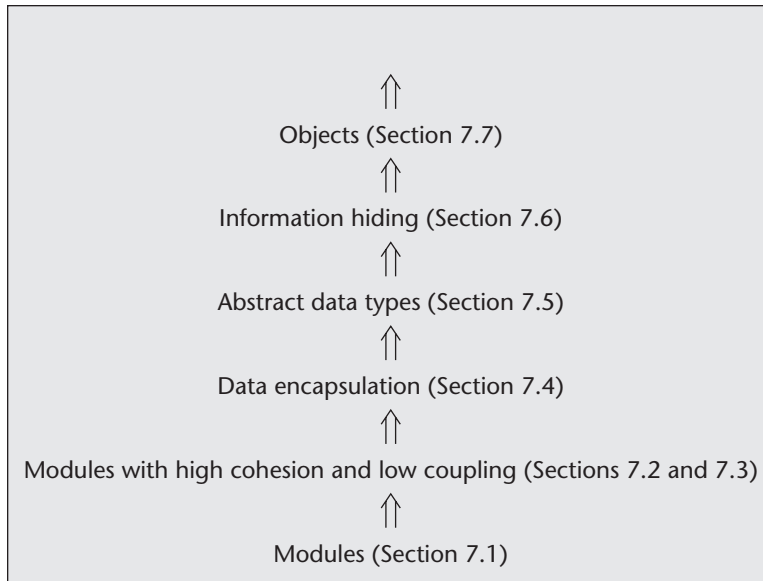 Objects (Section 7.7)
Information hiding (Section 7.6)
Abstract data types (Section 7.5)
Data encapsulation (Section 7.4)
Modules with high cohesion and low coupling (Sections 7.2 and 7.3)
Modules (Section 7.1)